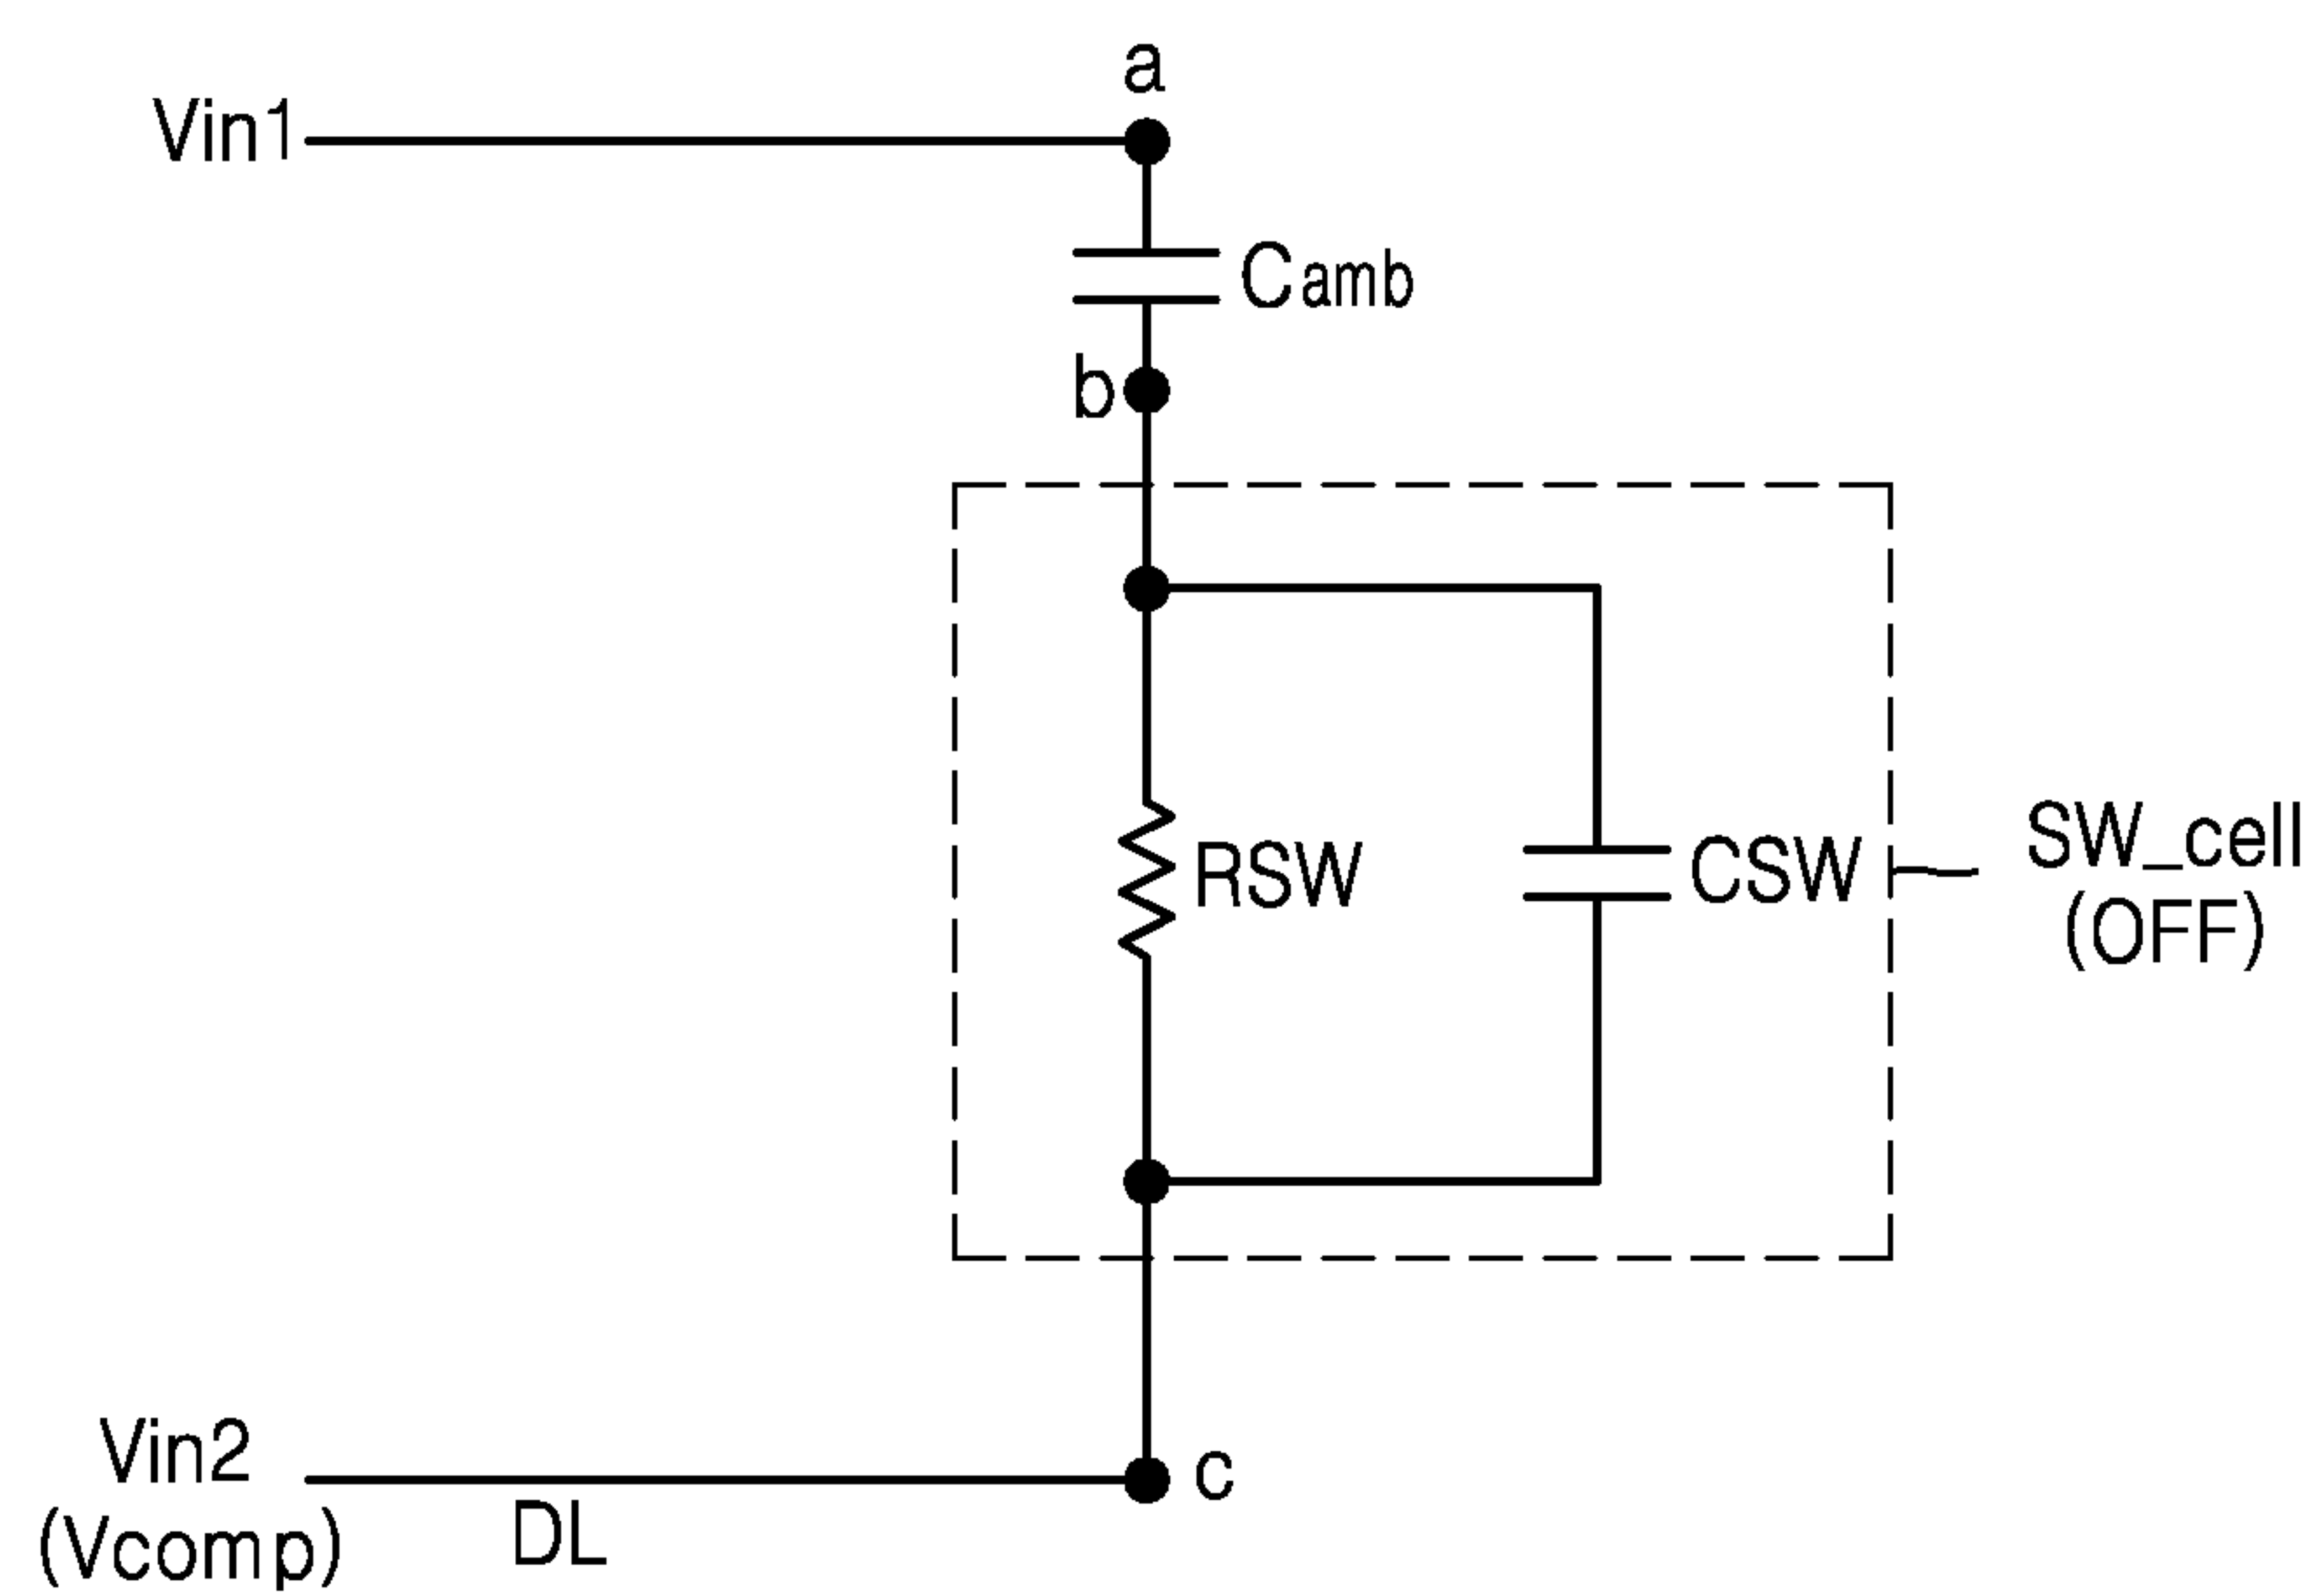 a
Vin1
Camb
b
RSW
CSW
SW_cell
(OFF)
Vin2
(Vcomp)
DL
c